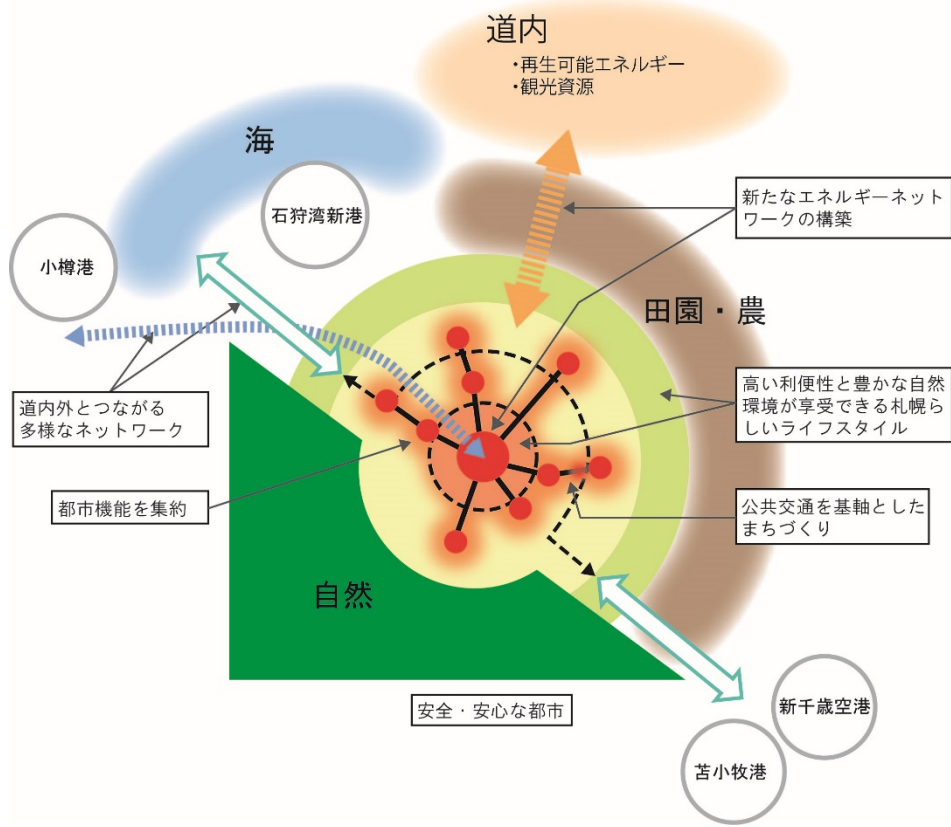 道内
・再生可能エネルギー
・観光資源
海
石狩湾新港
小樽港
新たなエネルギーネット
ワークの構築
田園・農
高い利便性と豊かな自然
環境が享受できる札幌ら
しいライフスタイル
道内外とつながる
多様なネットワーク
都市機能を集約
公共交通を基軸とした
まちづくり
自然
安全・安心な都市
新千歳空港
苫小牧港